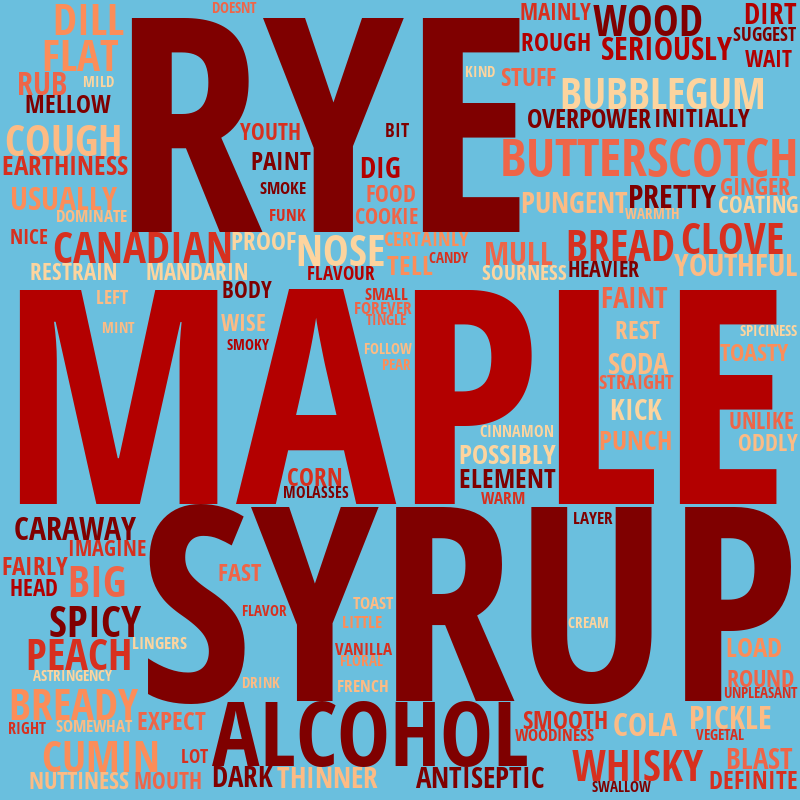 DOESNT
MAINLY
DILL
WOOD
DIRT
RYE
SUGGEST
FLAT
ROUGH
SERIOUSLY
WAIT
RUB
MILD
KIND
STUFF
BUBBLEGUM
MELLOW
OVERPOWER
INITIALLY
COUGH
YOUTH
BIT
EARTHINESS
PAINT
DIG
BUTTERSCOTCH
USUALLY
SMOKE
FOOD
PUNGENT
PRETTY
GINGER
COATING
DOMINATE
FUNK
COOKIE
WARMTH
NICE
CANADIAN
PROOF
NOSE
CERTAINLY
MULL
BREAD
CLOVE
CANDY
TELL
YOUTHFUL
RESTRAIN
MANDARIN
FLAVOUR
SOURNESS
HEAVIER
LEFT
BODY
SMALL
FAINT
FOREVER
TINGLE
MAPLE
MINT
WISE
REST
SPICINESS
SMOKY
FOLLOW
TOASTY
PEAR
SODA
STRAIGHT
KICK
UNLIKE
CINNAMON
PUNCH
ODDLY
POSSIBLY
CORN
ELEMENT
MOLASSES
WARM
CARAWAY
LAYER
SYRUP
IMAGINE
FAIRLY
FAST
HEAD
BIG
SPICY
FLAVOR
TOAST
LITTLE
CREAM
LINGERS
PEACH
VANILLA
LOAD
FLORAL
ASTRINGENCY
DRINK
FRENCH
ROUND
UNPLEASANT
BREADY
RIGHT
SOMEWHAT
EXPECT
ALCOHOL
SMOOTH
COLA
PICKLE
WOODINESS
VEGETAL
CUMIN
LOT
WHISKY
BLAST
NUTTINESS
MOUTH
DARK
THINNER
ANTISEPTIC
SWALLOW
DEFINITE